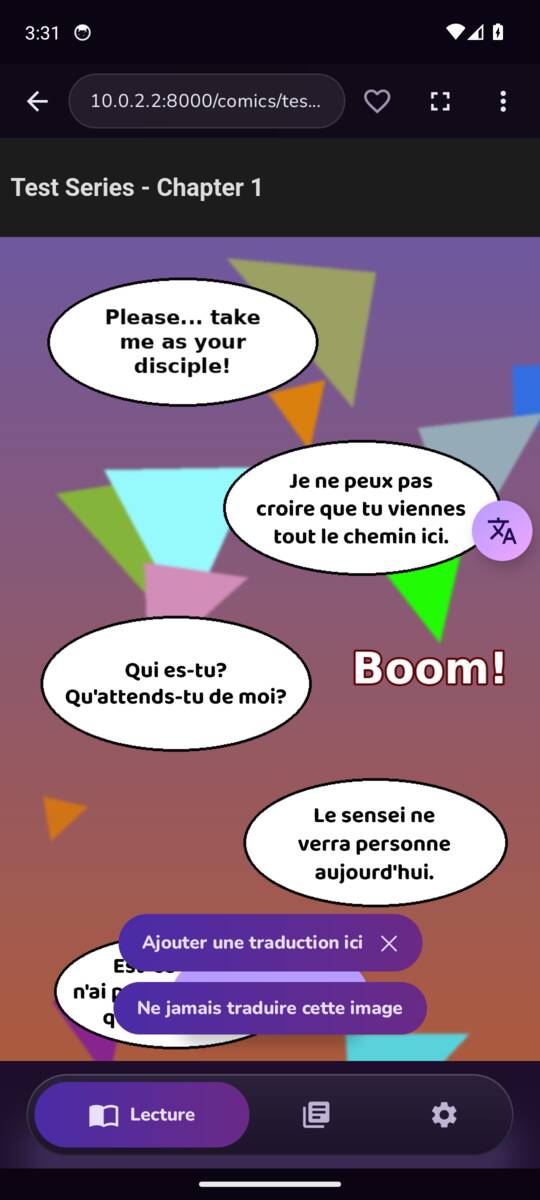 3:31
10.0.2.2:8000/comics/tes...
Test Series - Chapter 1
Please... take
me as your
disciple!
Je ne peux pas
croire que tu viennes
tout le chemin ici.
Qui es-tu?
Qu'attends-tu de moi?
Boom!
Le sensei ne
verra personne
aujourd'hui.
n'ai
Ajouter une traduction ici
Ne jamais traduire cette image
Lecture